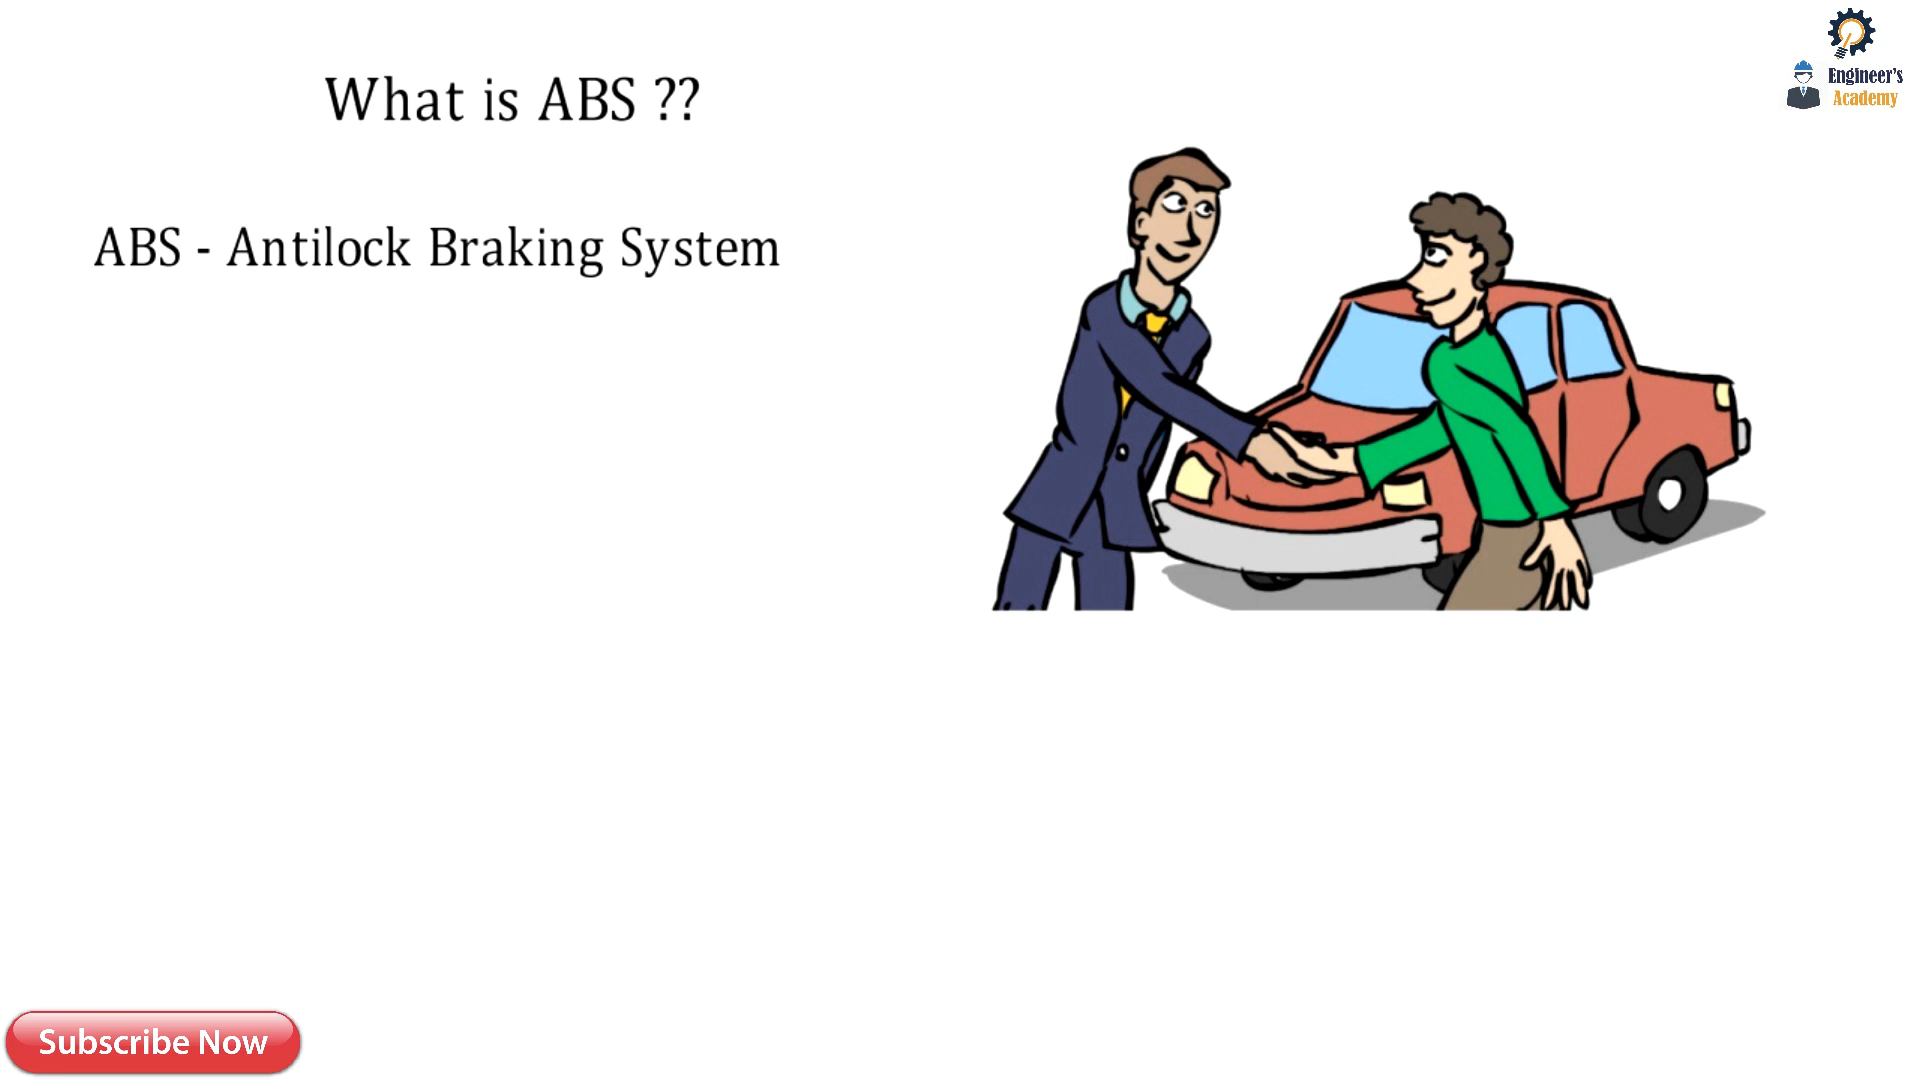 What is ABS ??
ABS - Antilock Braking System
Engineer's
Academy
Subscribe Now